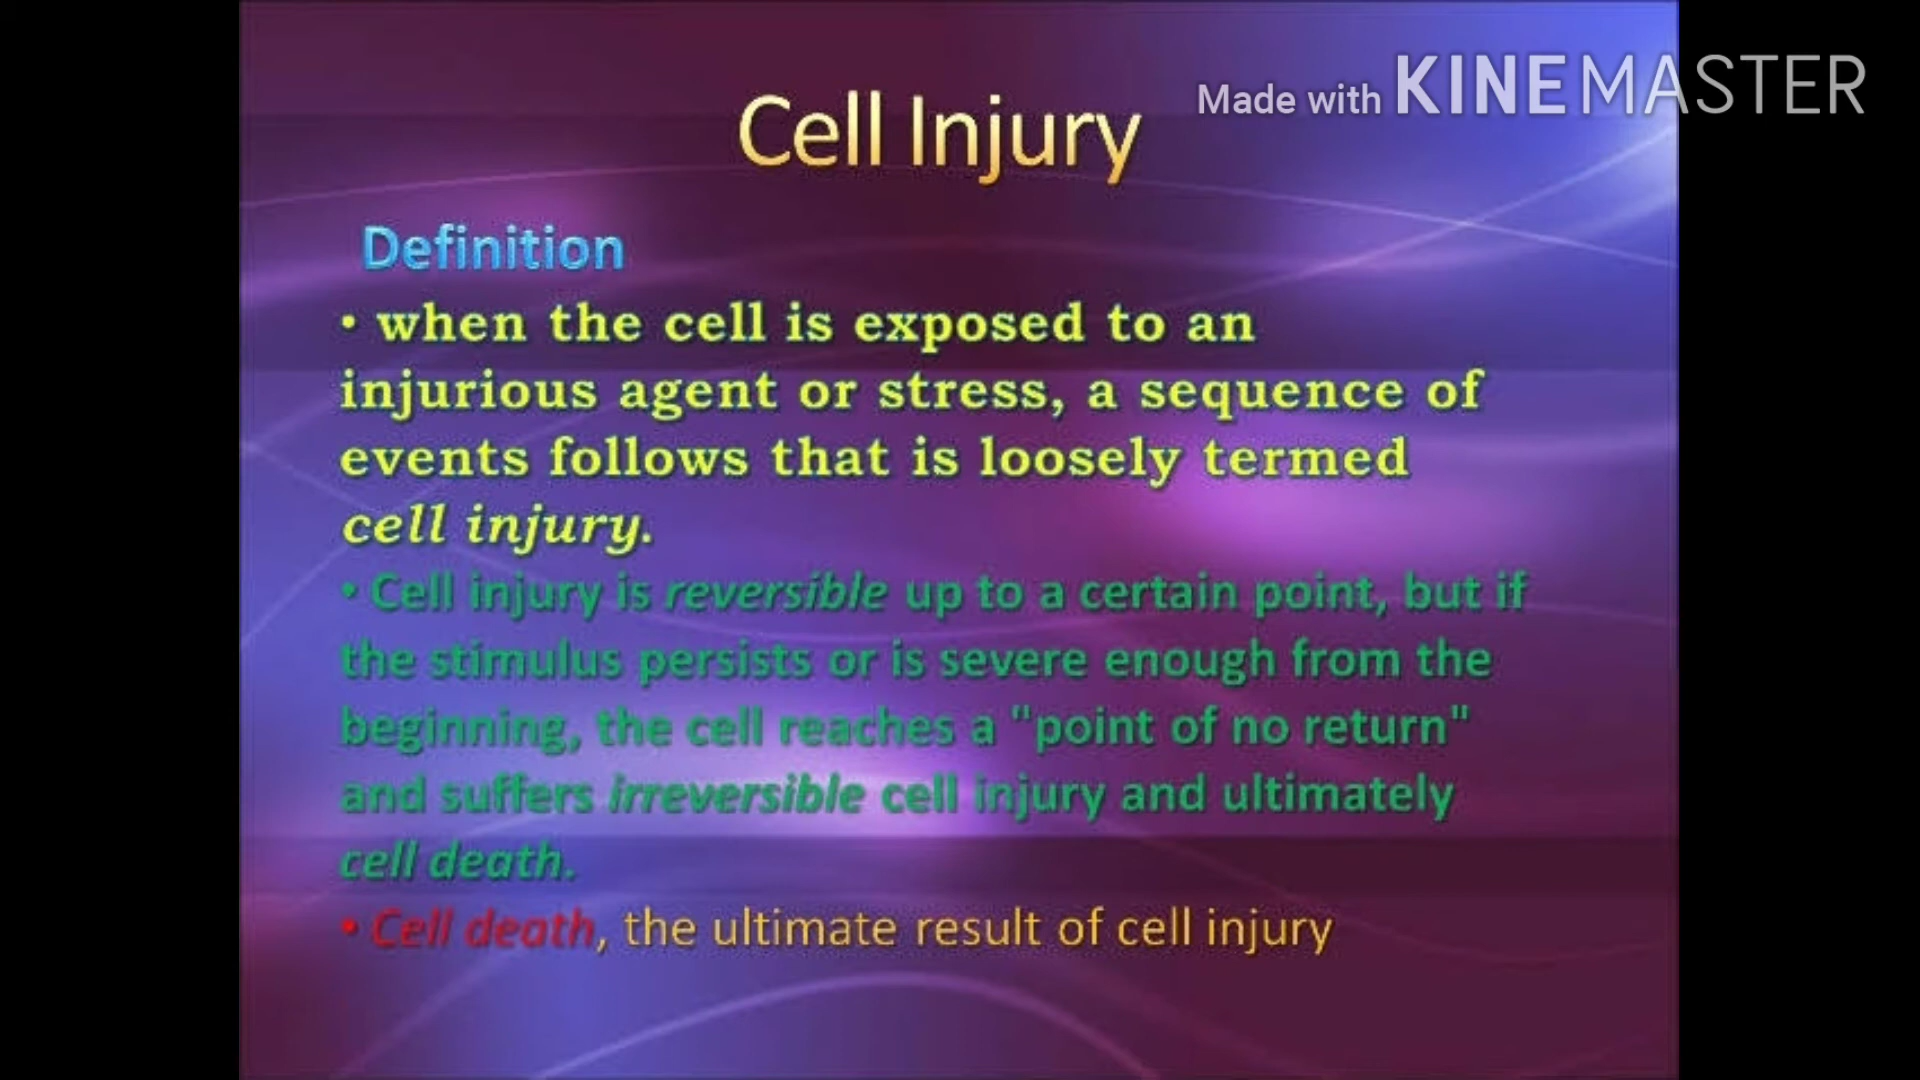 Made with KINEMASTER
Cell Injury
Definition
• when the cell is exposed to an
injurious agent or stress, a sequence of
events follows that is loosely termed
cell injury.
• Cell injury is reversible up to a certain point, but if
the stimulus persists or is severe enough from the
beginning, the cell reaches a "point of no return"
and suffers irreversible cell injury and ultimately
cell death.
• Cell death, the ultimate result of cell injury